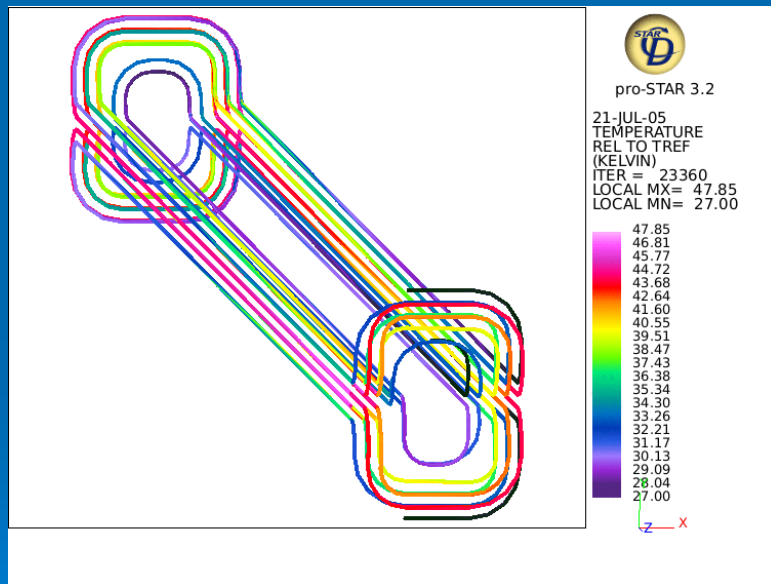 STAR
CD
pro-STAR 3.2
21-JUL-05
TEMPERATURE
REL TO TREF
(KELVIN)
ITER = 23360
LOCAL MX= 47.85
LOCAL MN= 27.00
47.85
46.81
45.77
44.72
43.68
42.64
41.60
40.55
39.51
38.47
37.43
36.38
35.34
34.30
33.26
32.21
31.17
30.13
29.09
28.04
27.00
Z
X